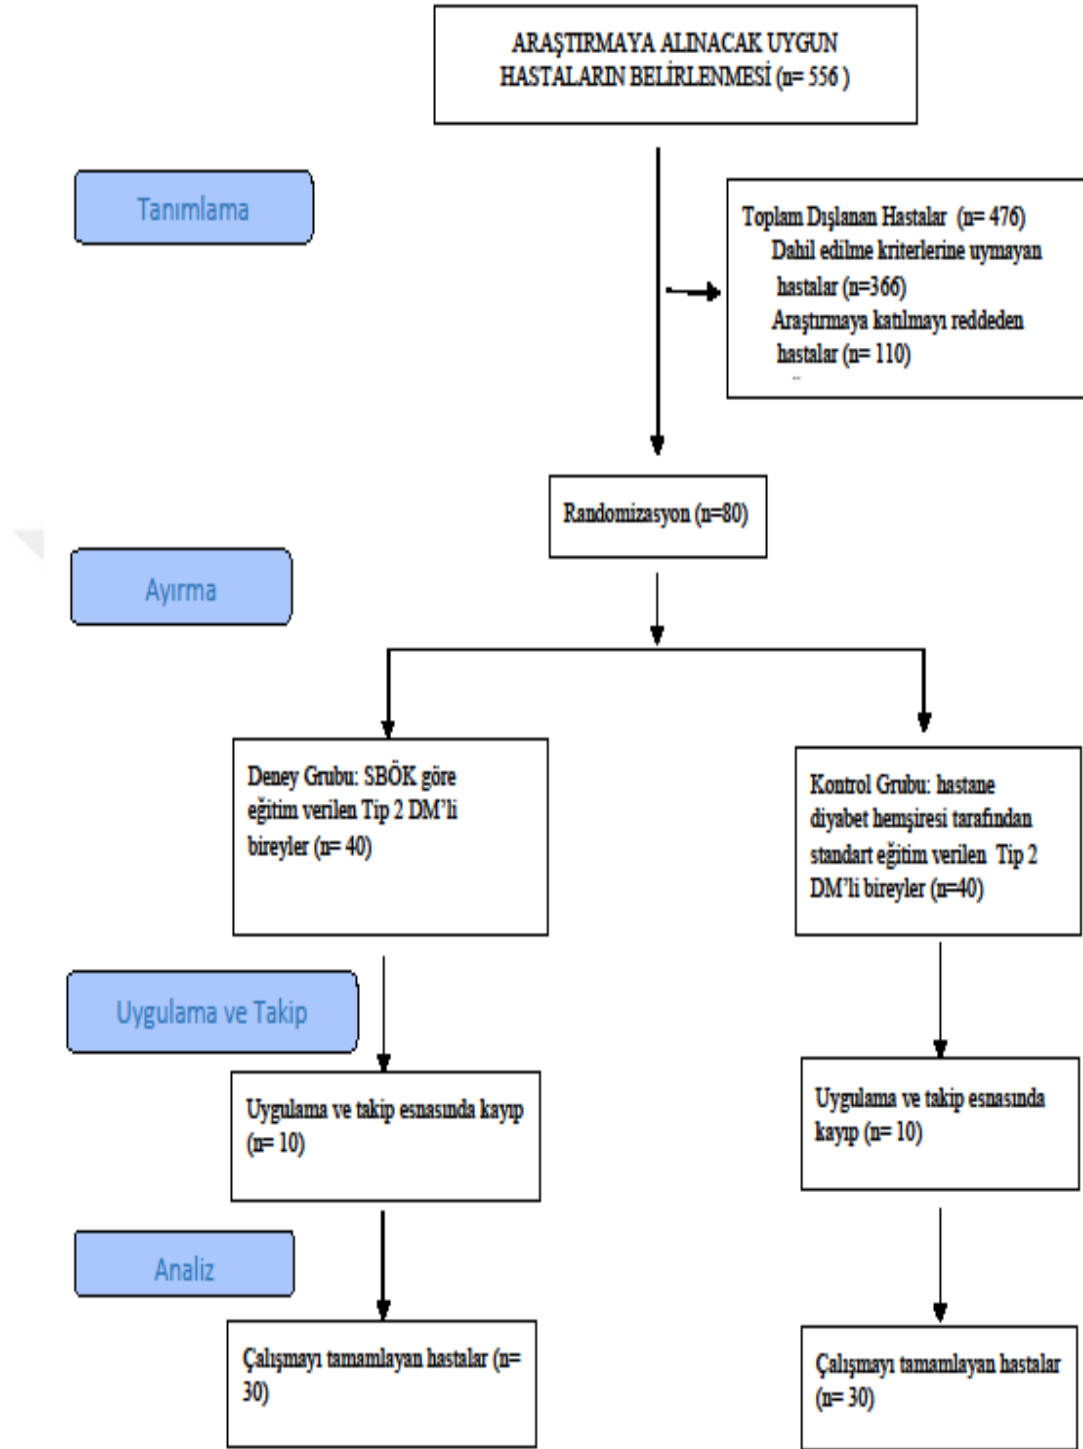 ARAŞTIRMAYA ALINACAK UYGUN
HASTALARIN BELİRLENMESİ (n= 556 )
Tanımlama
Toplam Dışlanan Hastalar (n= 476)
Dahil edilme kriterlerine uymayan
hastalar (n=366)
Araştırmaya katılmayı reddeden
hastalar (n= 110)
Randomizasyon (n=80)
Ayırma
Deney Grubu: SBÖK göre
eğitim verilen Tip 2 DM’li
bireyler (n= 40)
Kontrol Grubu: hastane
diyabet hemşiresi tarafından
standart eğitim verilen Tip 2
DM’li bireyler (n=40)
Uygulama ve Takip
Uygulama ve takip esnasında kayıp
(n= 10)
Uygulama ve takip esnasında
kayıp (n= 10)
Analiz
Çalışmayı tamamlayan hastalar (n=
30)
Çalışmayı tamamlayan hastalar
(n= 30)